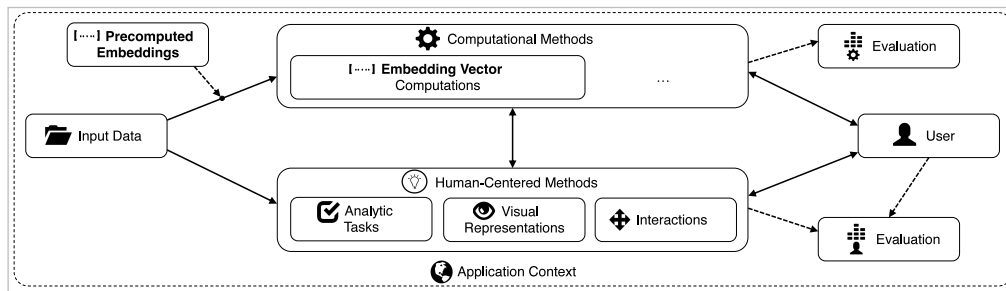 [·····] Precomputed
Embeddings
Computational Methods
Evaluation
[·····] Embedding Vector
Computations
...
Input Data
User
Human-Centered Methods
Analytic
Tasks
Visual
Representations
Interactions
Evaluation
Application Context